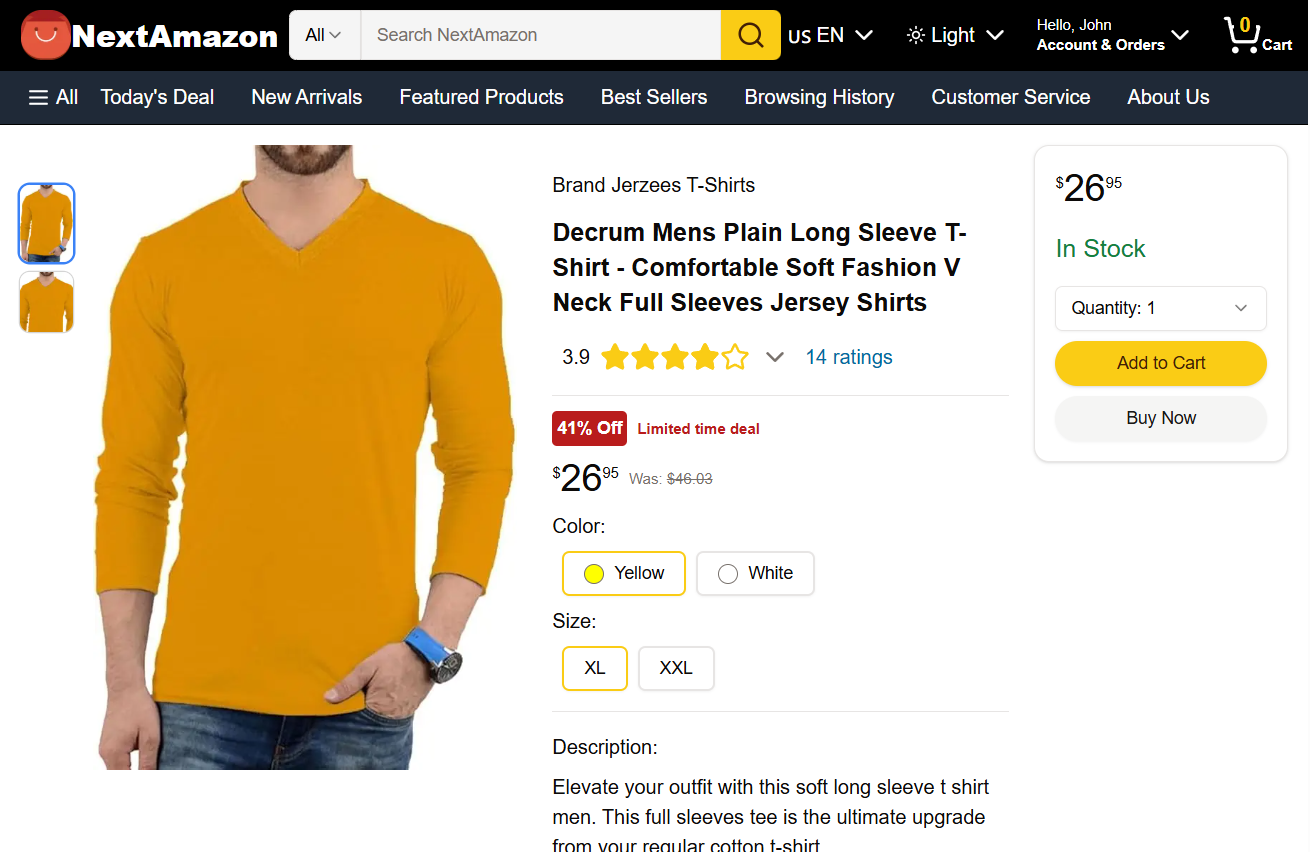 NextAmazon
All
Search NextAmazon
US EN
Light
Hello, John
Account & Orders
0
Cart
All
Today's Deal
New Arrivals
Featured Products
Best Sellers
Browsing History
Customer Service
About Us
Brand Jerzees T-Shirts
Decrum Mens Plain Long Sleeve T-
Shirt - Comfortable Soft Fashion V
Neck Full Sleeves Jersey Shirts
3.9
14 ratings
41% Off
Limited time deal
$2695
Was: $46.03
Color:
Yellow
White
Size:
XL
XXL
Description:
Elevate your outfit with this soft long sleeve t shirt
men. This full sleeves tee is the ultimate upgrade
from your regular cotton t-shirt
$2695
In Stock
Quantity: 1
Add to Cart
Buy Now